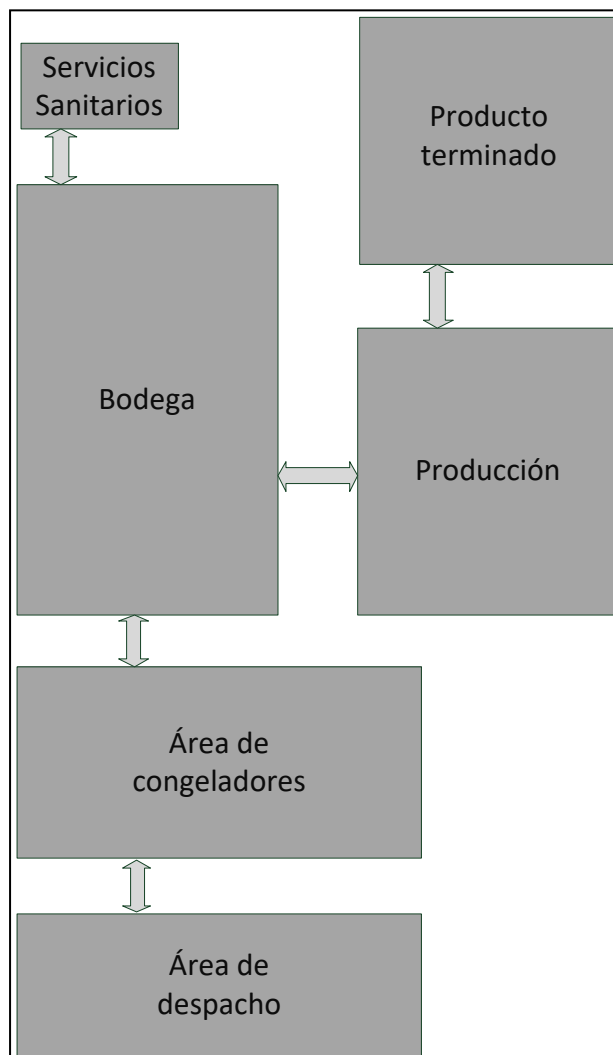 Servicios
Sanitarios
Producto
terminado
Bodega
Producción
Área de
congeladores
Área de
despacho